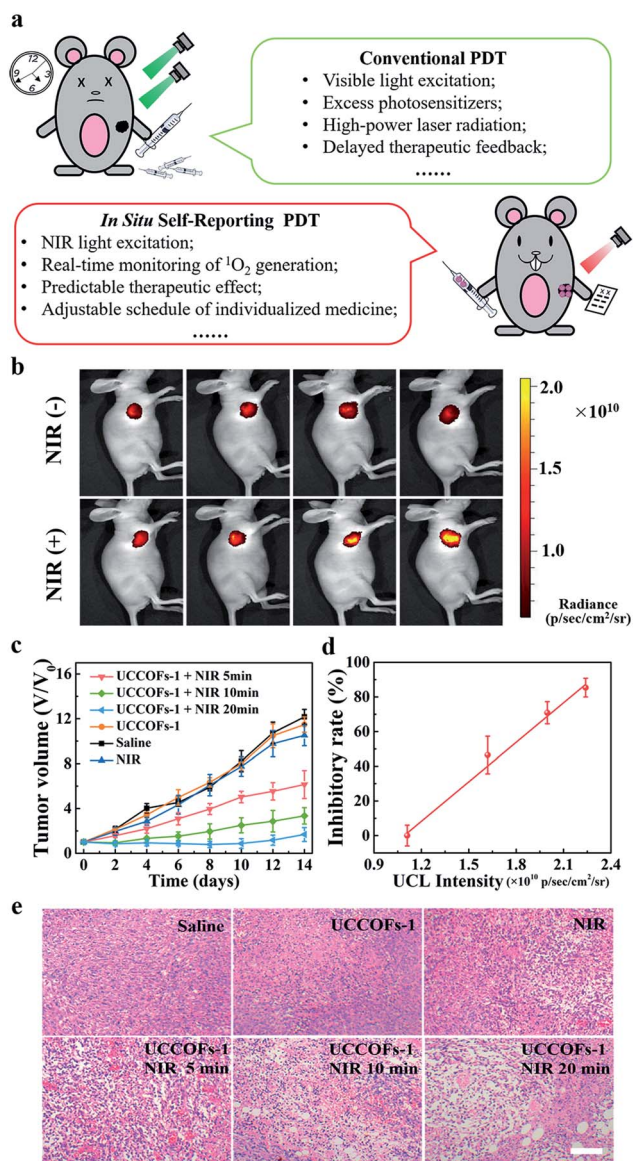 a
12
9
3
6
Conventional PDT
• Visible light excitation;
• Excess photosensitizers;
• High-power laser radiation;
• Delayed therapeutic feedback;
......
In Situ Self-Reporting PDT
• NIR light excitation;
• Real-time monitoring of ¹O₂ generation;
• Predictable therapeutic effect;
• Adjustable schedule of individualized medicine;
......
b
NIR (-)
NIR (+)
2.0
×10¹⁰
1.5
1.0
Radiance
(p/sec/cm²/sr)
c
Tumor volume (V/V₀)
16
12
8
4
0
UCCOFs-1 + NIR 5min
UCCOFs-1 + NIR 10min
UCCOFs-1 + NIR 20min
UCCOFs-1
Saline
NIR
0 2 4 6 8 10 12 14
Time (days)
d
Inhibitory rate (%)
100
80
60
40
20
0
0.9 1.2 1.5 1.8 2.1 2.4
UCL Intensity (×10¹⁰ p/sec/cm²/sr)
e
Saline
UCCOFs-1
NIR
UCCOFs-1
NIR 5 min
UCCOFs-1
NIR 10 min
UCCOFs-1
NIR 20 min